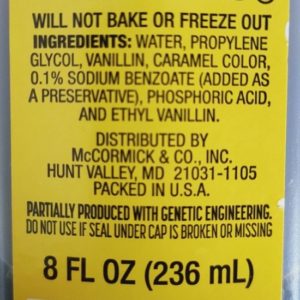 WILL NOT BAKE OR FREEZE OUT
INGREDIENTS: WATER, PROPYLENE
GLYCOL, VANILLIN, CARAMEL COLOR,
0.1% SODIUM BENZOATE (ADDED AS
A PRESERVATIVE), PHOSPHORIC ACID,
AND ETHYL VANILLIN.
DISTRIBUTED BY
McCORMICK & CO., INC.
HUNT VALLEY, MD 21031-1105
PACKED IN U.S.A.
PARTIALLY PRODUCED WITH GENETIC ENGINEERING.
DO NOT USE IF SEAL UNDER CAP IS BROKEN OR MISSING
8 FL OZ (236 mL)